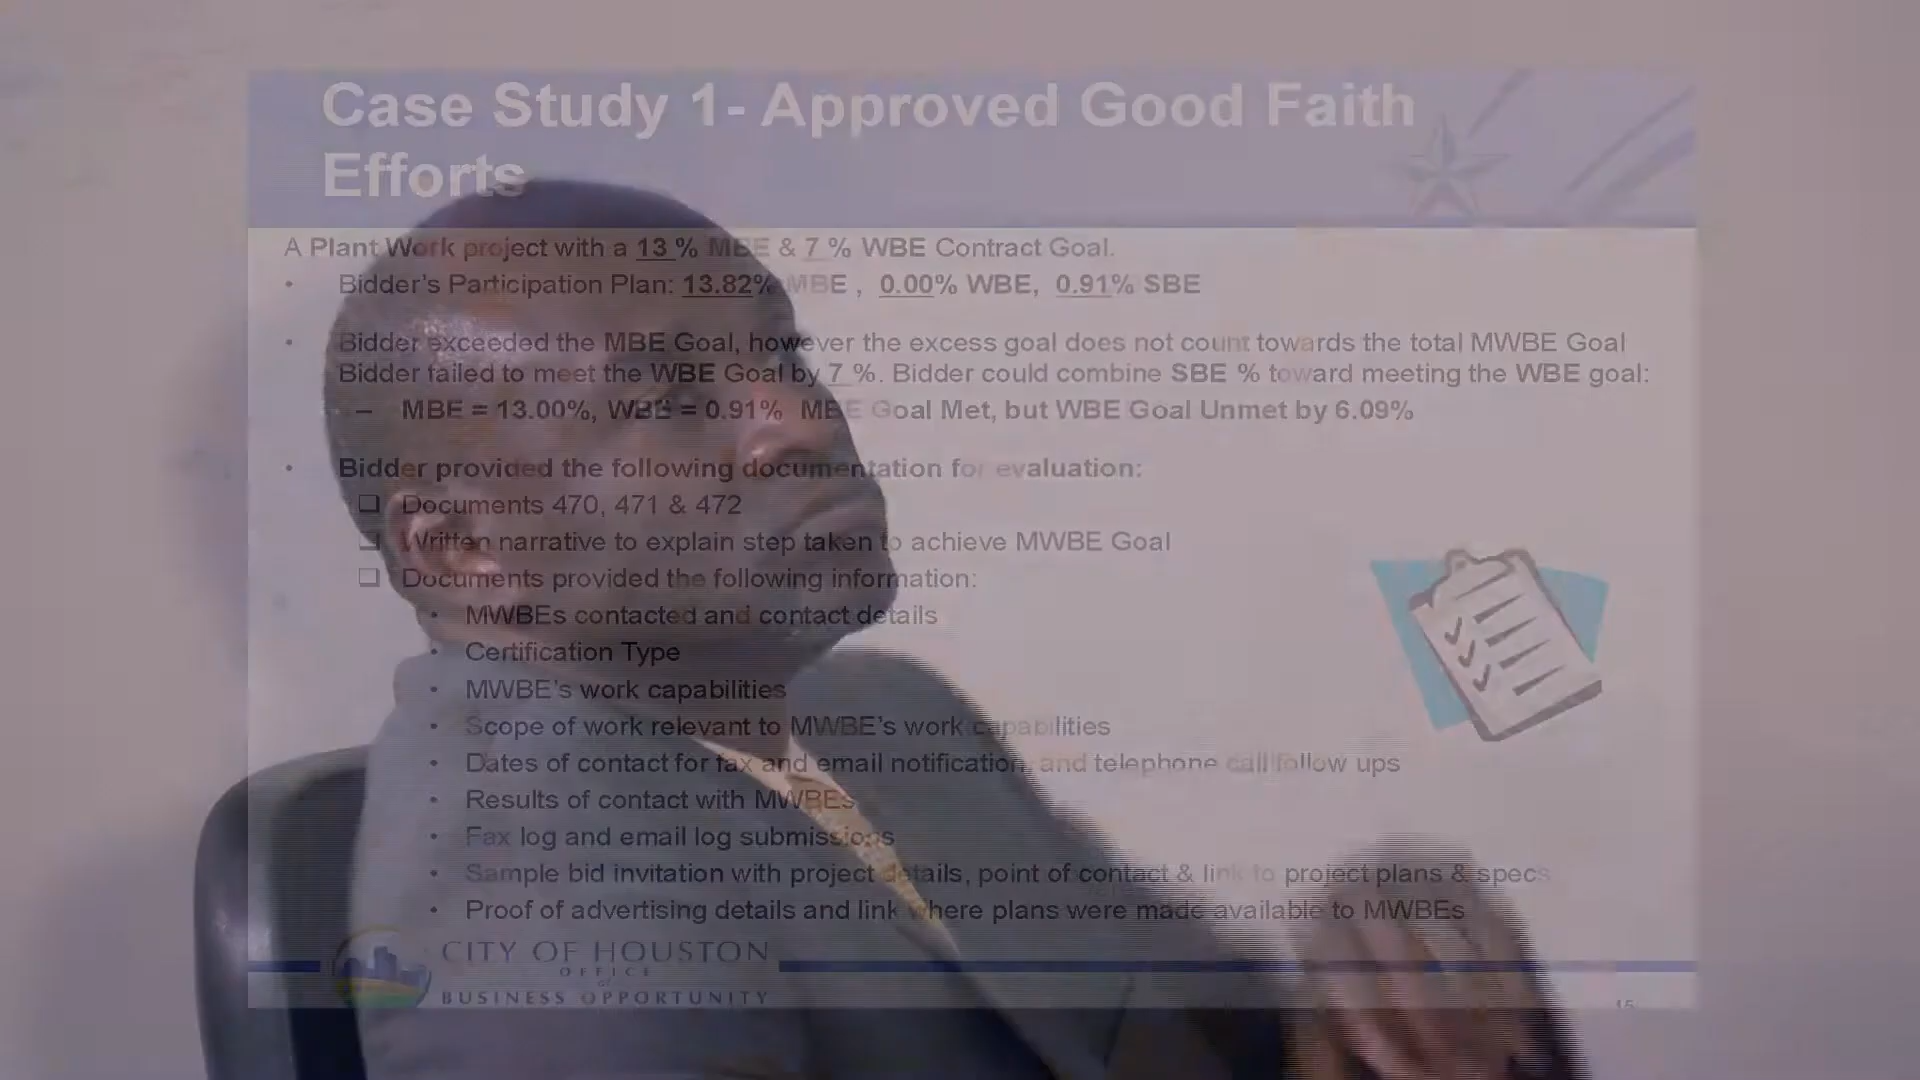 Case Study 1- Approved Good Faith
Efforts
A Plant Work project with a 13 % MBE & 7 % WBE Contract Goal.
• Bidder's Participation Plan: 13.82% MBE , 0.00% WBE, 0.91% SBE
• Bidder exceeded the MBE Goal, however the excess goal does not count towards the total MWBE Goal
Bidder failed to meet the WBE Goal by 7 %. Bidder could combine SBE % toward meeting the WBE goal:
– MBE = 13.00%, WBE = 0.91% MBE Goal Met, but WBE Goal Unmet by 6.09%
• Bidder provided the following documentation for evaluation:
❑ Documents 470, 471 & 472
❑ Written narrative to explain step taken to achieve MWBE Goal
❑ Documents provided the following information:
• MWBEs contacted and contact details
• Certification Type
• MWBE's work capabilities
• Scope of work relevant to MWBE's work capabilities
• Dates of contact for fax and email notification, and telephone call follow ups
• Results of contact with MWBEs
• Fax log and email log submissions
• Sample bid invitation with project details, point of contact & link to project plans & specs
• Proof of advertising details and link where plans were made available to MWBEs
CITY OF HOUSTON
OFFICE
OF
BUSINESS OPPORTUNITY
15